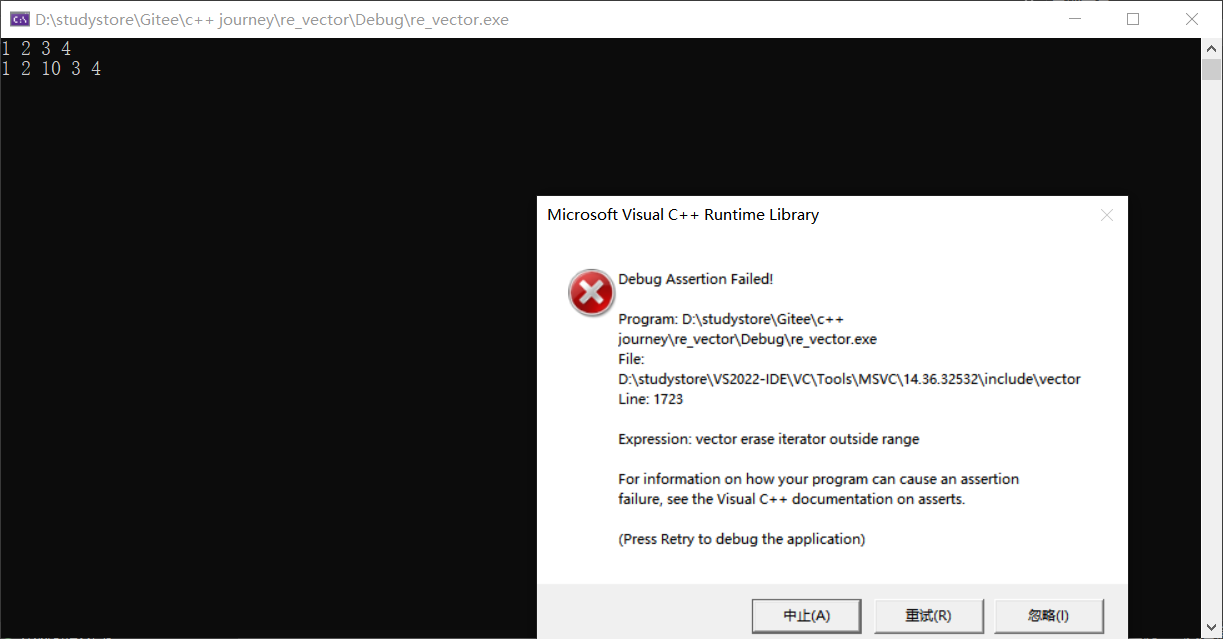 D:\studystore\Gitee\c++ journey\re_vector\Debug\re_vector.exe
1 2 3 4
1 2 10 3 4
Microsoft Visual C++ Runtime Library
Debug Assertion Failed!
Program: D:\studystore\Gitee\c++
journey\re_vector\Debug\re_vector.exe
File:
D:\studystore\VS2022-IDE\VC\Tools\MSVC\14.36.32532\include\vector
Line: 1723
Expression: vector erase iterator outside range
For information on how your program can cause an assertion
failure, see the Visual C++ documentation on asserts.
(Press Retry to debug the application)
中止(A) 重试(R) 忽略(I)